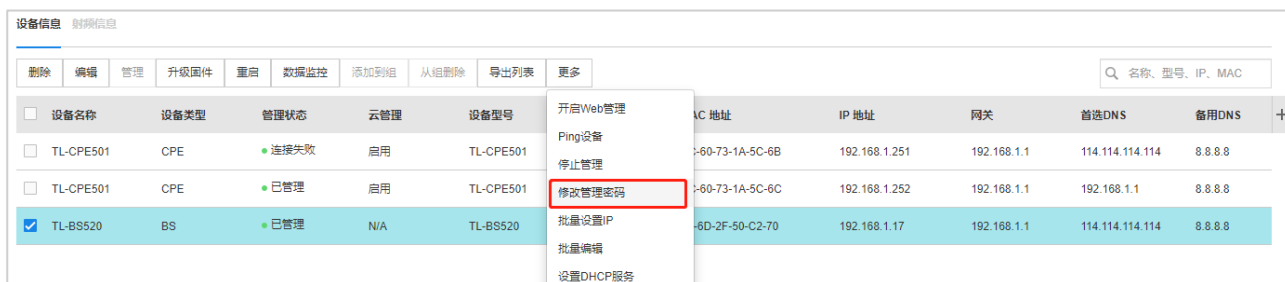 设备信息 射频信息
删除 编辑 管理 升级固件 重启 数据监控 添加到组 从组删除 导出列表 更多 名称、型号、IP、MAC
设备名称 设备类型 管理状态 云管理 设备型号 AC 地址 IP 地址 网关 首选DNS 备用DNS +
TL-CPE501 CPE 连接失败 启用 TL-CPE501 -60-73-1A-5C-6B 192.168.1.251 192.168.1.1 114.114.114.114 8.8.8.8
TL-CPE501 CPE 已管理 启用 TL-CPE501 -60-73-1A-5C-6C 192.168.1.252 192.168.1.1 192.168.1.1 8.8.8.8
TL-BS520 BS 已管理 N/A TL-BS520 -6D-2F-50-C2-70 192.168.1.17 192.168.1.1 114.114.114.114 8.8.8.8
开启Web管理
Ping设备
停止管理
修改管理密码
批量设置IP
批量编辑
设置DHCP服务